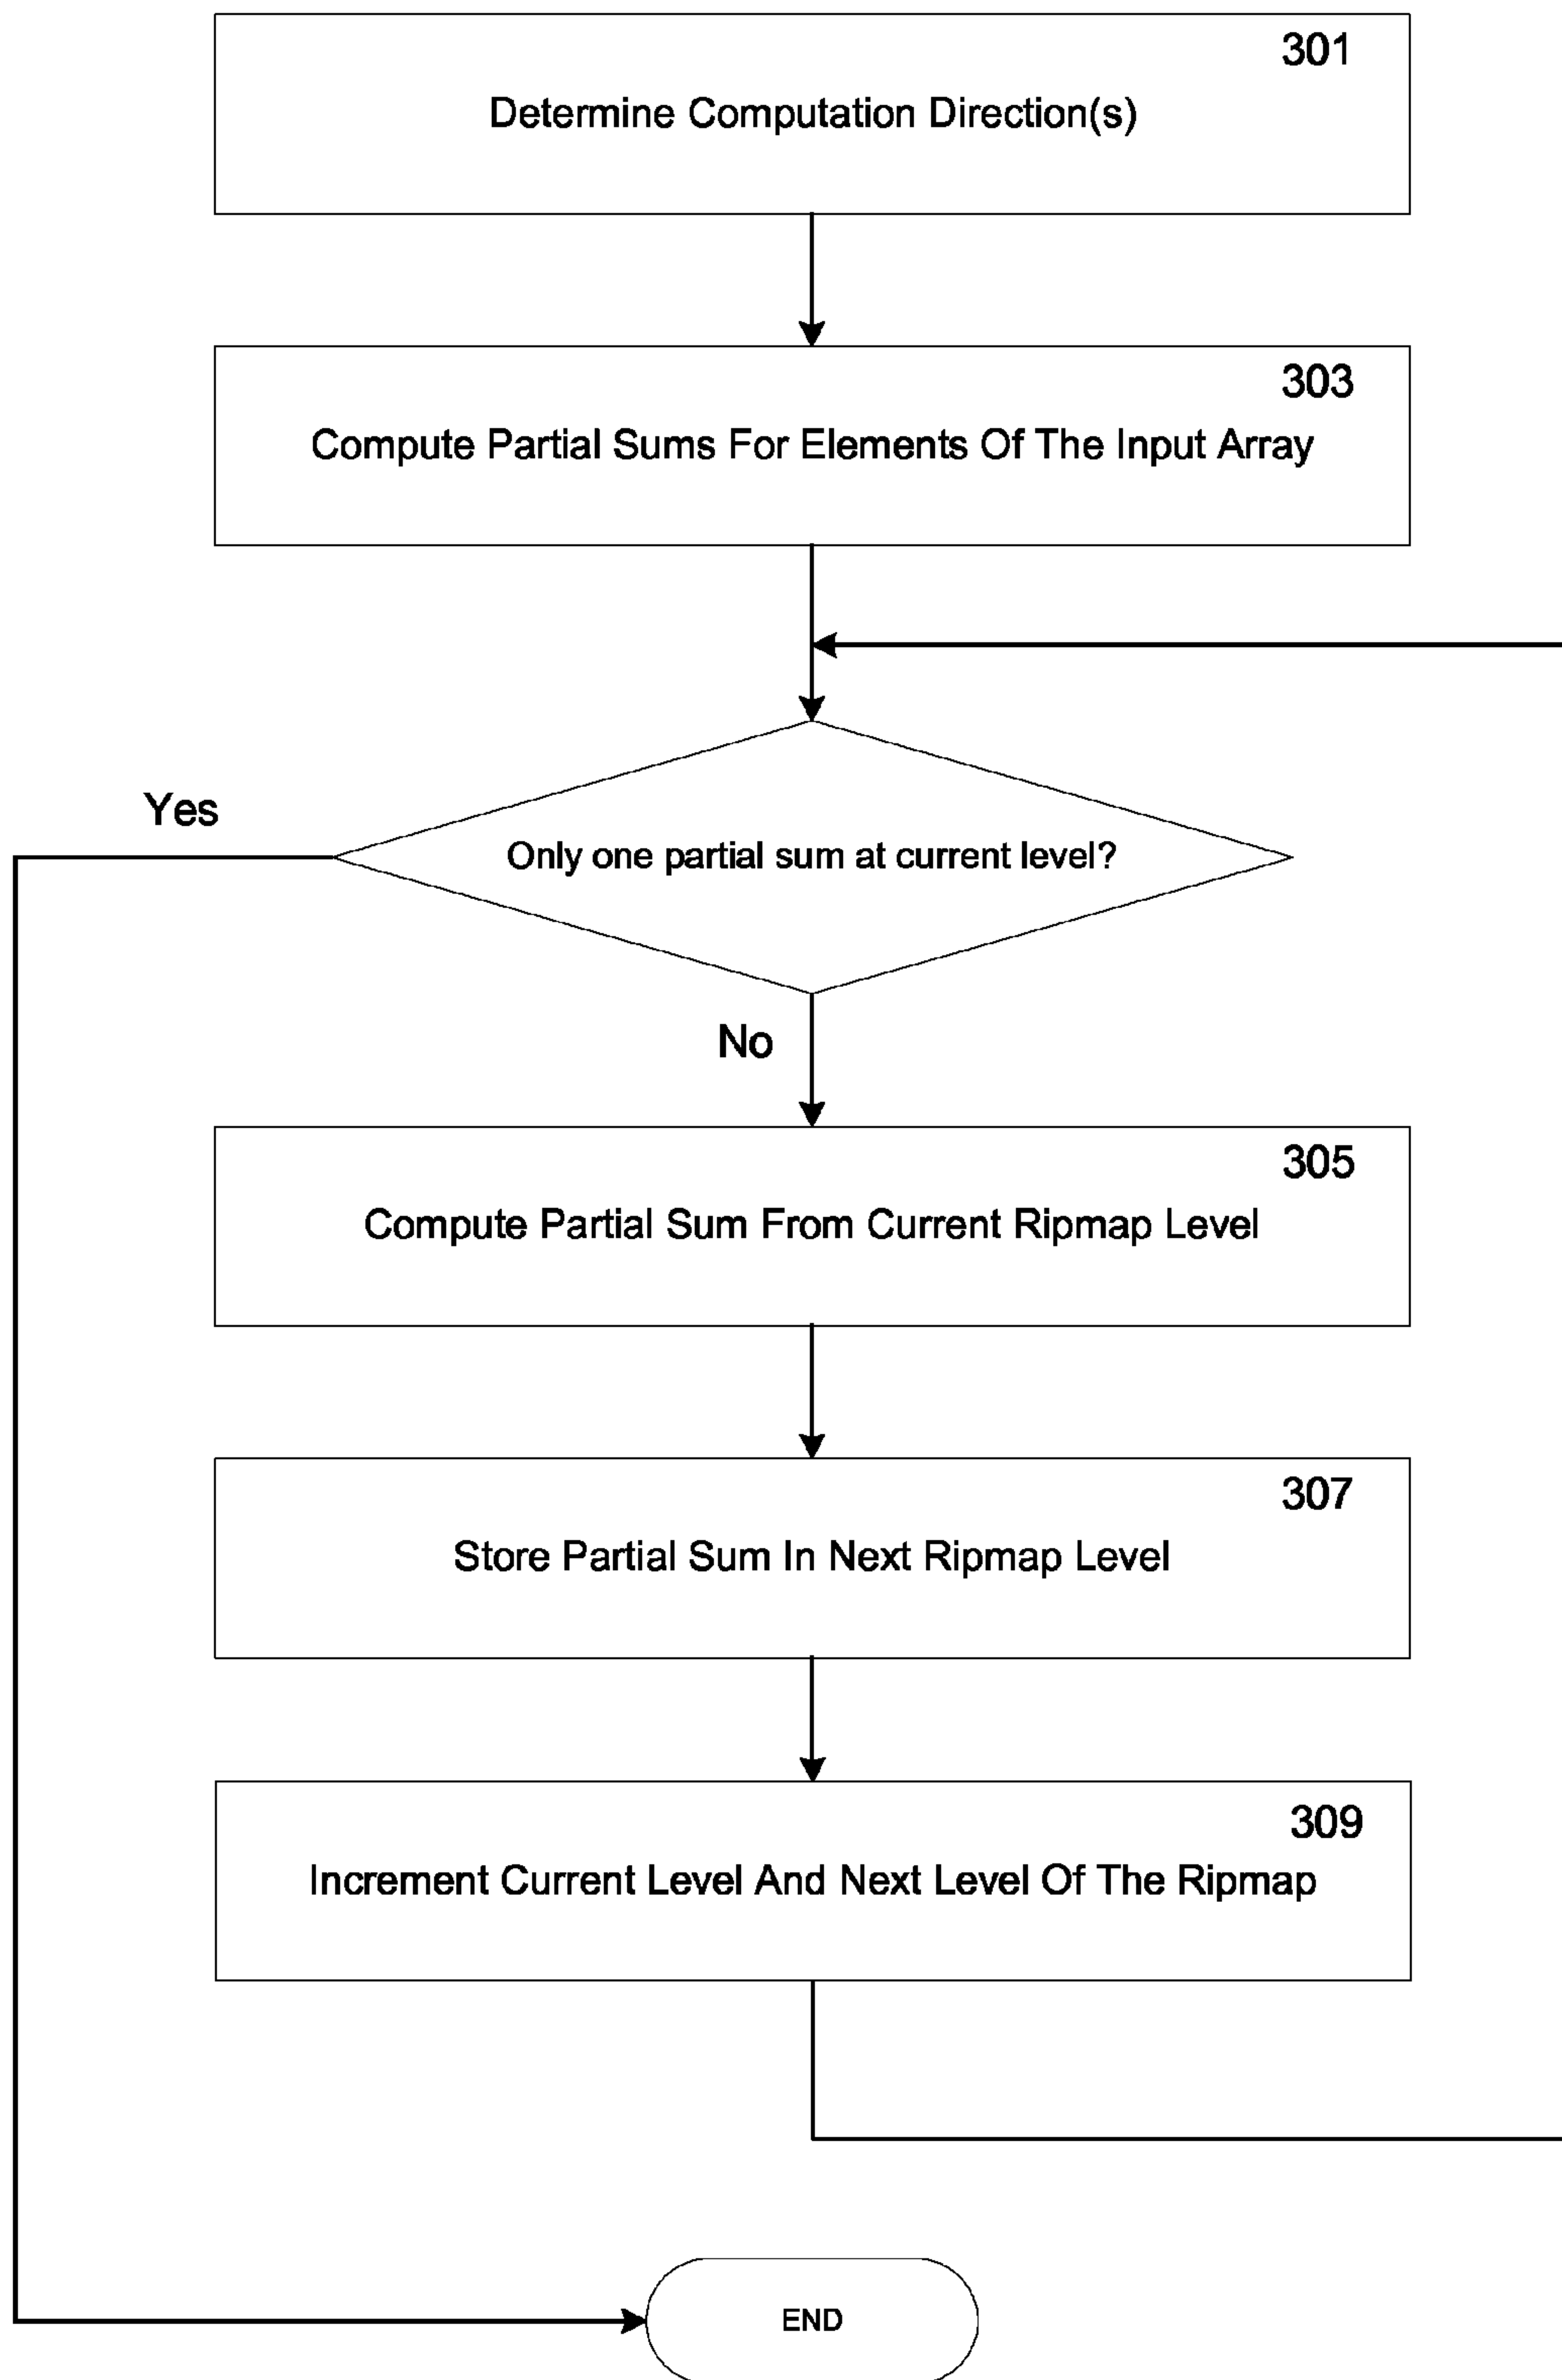 301
Determine Computation Direction(s)
303
Compute Partial Sums For Elements Of The Input Array
Yes
Only one partial sum at current level?
No
305
Compute Partial Sum From Current Ripmap Level
307
Store Partial Sum In Next Ripmap Level
309
Increment Current Level And Next Level Of The Ripmap
END